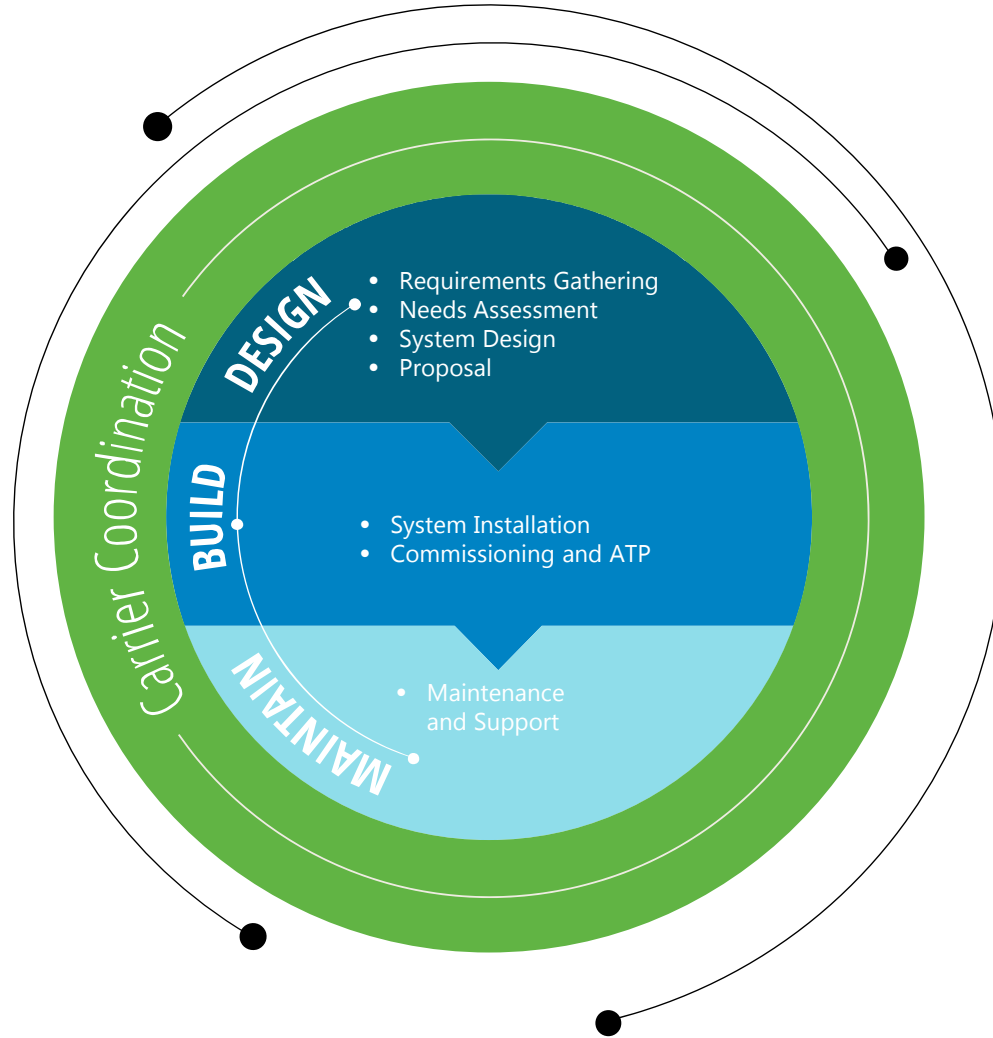 Carrier Coordination
DESIGN
• Requirements Gathering
• Needs Assessment
• System Design
• Proposal
BUILD
• System Installation
• Commissioning and ATP
MAINTAIN
• Maintenance
and Support